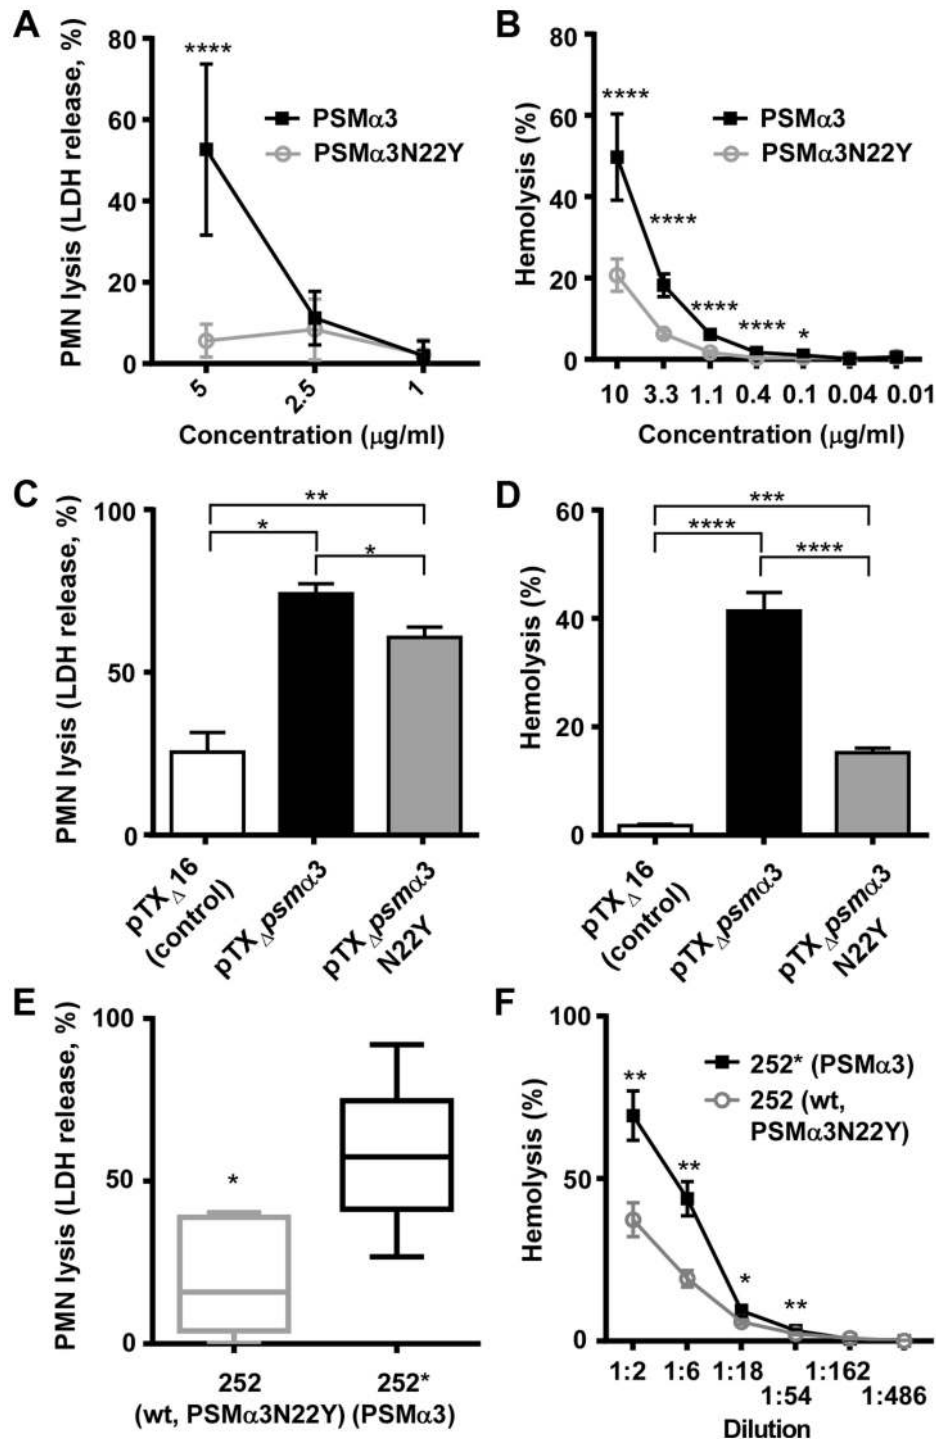 A
PMN lysis (LDH release, %)
80
60
40
20
0
****
PSMα3
PSMα3N22Y
5
2.5
1
Concentration (μg/ml)
B
Hemolysis (%)
80
60
40
20
0
****
****
****
****
*
PSMα3
PSMα3N22Y
10 3.3 1.1 0.4 0.1 0.04 0.01
Concentration (μg/ml)
C
PMN lysis (LDH release, %)
100
50
0
**
*
*
pTXΔ16
(control)
pTXΔpsmα3
pTXΔpsmα3
N22Y
D
Hemolysis (%)
60
40
20
0
***
****
****
pTXΔ16
(control)
pTXΔpsmα3
pTXΔpsmα3
N22Y
E
PMN lysis (LDH release, %)
100
50
0
*
252
(wt, PSMα3N22Y)
252*
(PSMα3)
F
Hemolysis (%)
100
50
0
**
**
*
**
252* (PSMα3)
252 (wt,
PSMα3N22Y)
1:2 1:6 1:18 1:54 1:162 1:486
Dilution